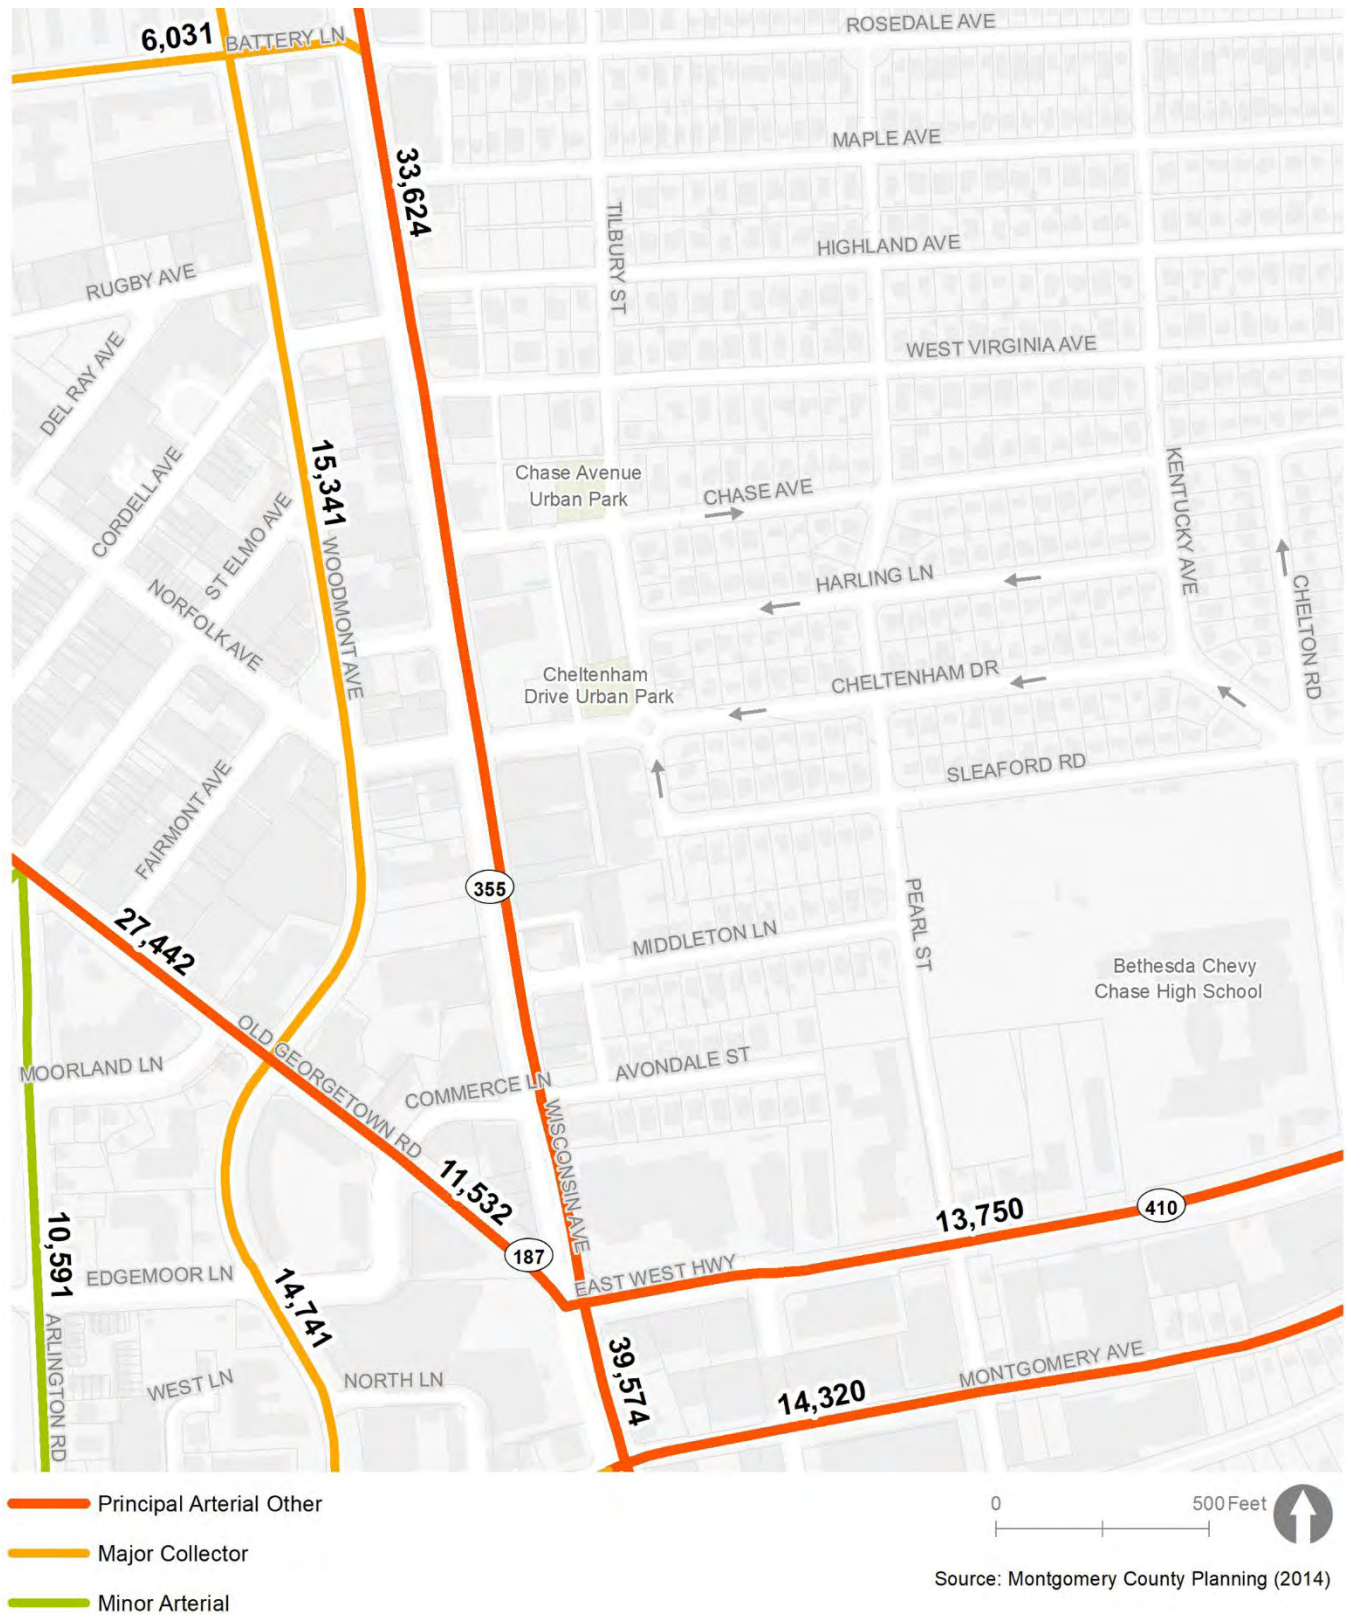 ROSEDALE AVE
6,031
BATTERY LN
MAPLE AVE
33,624
TILBURY ST
HIGHLAND AVE
RUGBY AVE
WEST VIRGINIA AVE
DEL RAY AVE
15,341
CORDELL AVE
Chase Avenue
Urban Park
CHASE AVE
KENTUCKY AVE
ST ELMO AVE
WOODMONT AVE
HARLING LN
NORFOLK AVE
CHELTON RD
Cheltenham
Drive Urban Park
CHELTENHAM DR
SLEAFORD RD
FAIRMONT AVE
355
27,442
PEARL ST
MIDDLETON LN
Bethesda Chevy
Chase High School
OLD GEORGETOWN RD
MOORLAND LN
AVONDALE ST
COMMERCE LN
WISCONSIN AVE
11,532
13,750
410
10,591
187
EAST WEST HWY
EDGEMOOR LN
14,741
ARLINGTON RD
39,574
MONTGOMERY AVE
WEST LN
NORTH LN
14,320
Principal Arterial Other
Major Collector
Minor Arterial
0
500 Feet
Source: Montgomery County Planning (2014)